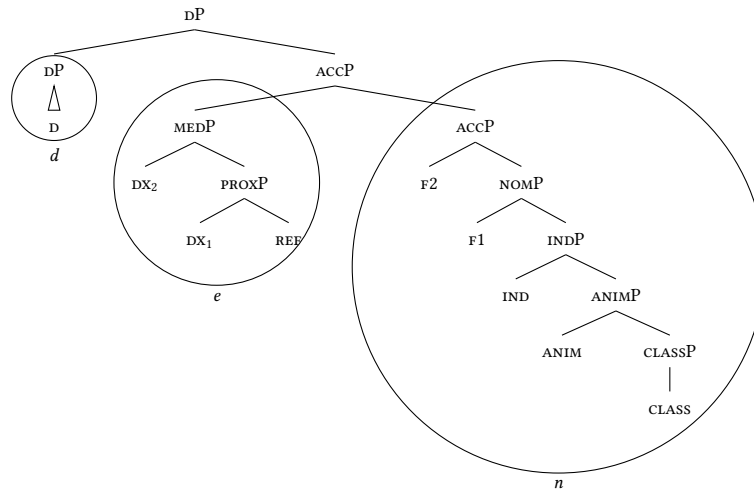 DP
DP ACCP
D MEDP ACCP
d DX₂ PROXP F2 NOMP
DX₁ REF F1 INDP
e IND ANIMP
ANIM CLASSP
CLASS
n